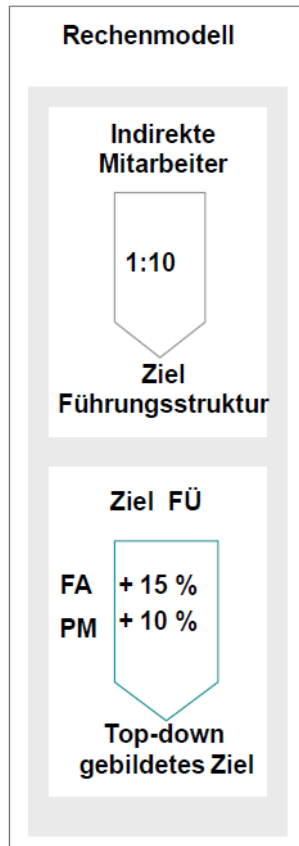 Rechenmodell
Indirekte
Mitarbeiter
1:10
Ziel
Führungsstruktur
Ziel FÜ
FA + 15 %
PM + 10 %
Top-down
gebildetes Ziel